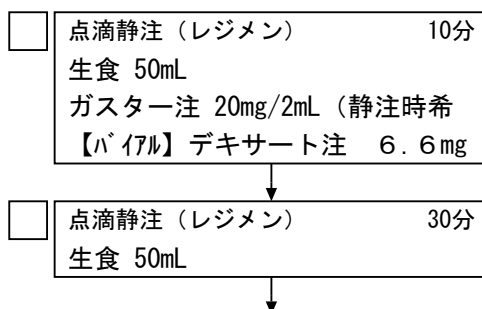 点滴静注（レジメン） 10分
生食 50mL
ガスター注 20mg/2mL（静注時希
【ﾊﾞｲｱﾙ】デキサート注　６.６mg
点滴静注（レジメン） 30分
生食 50mL